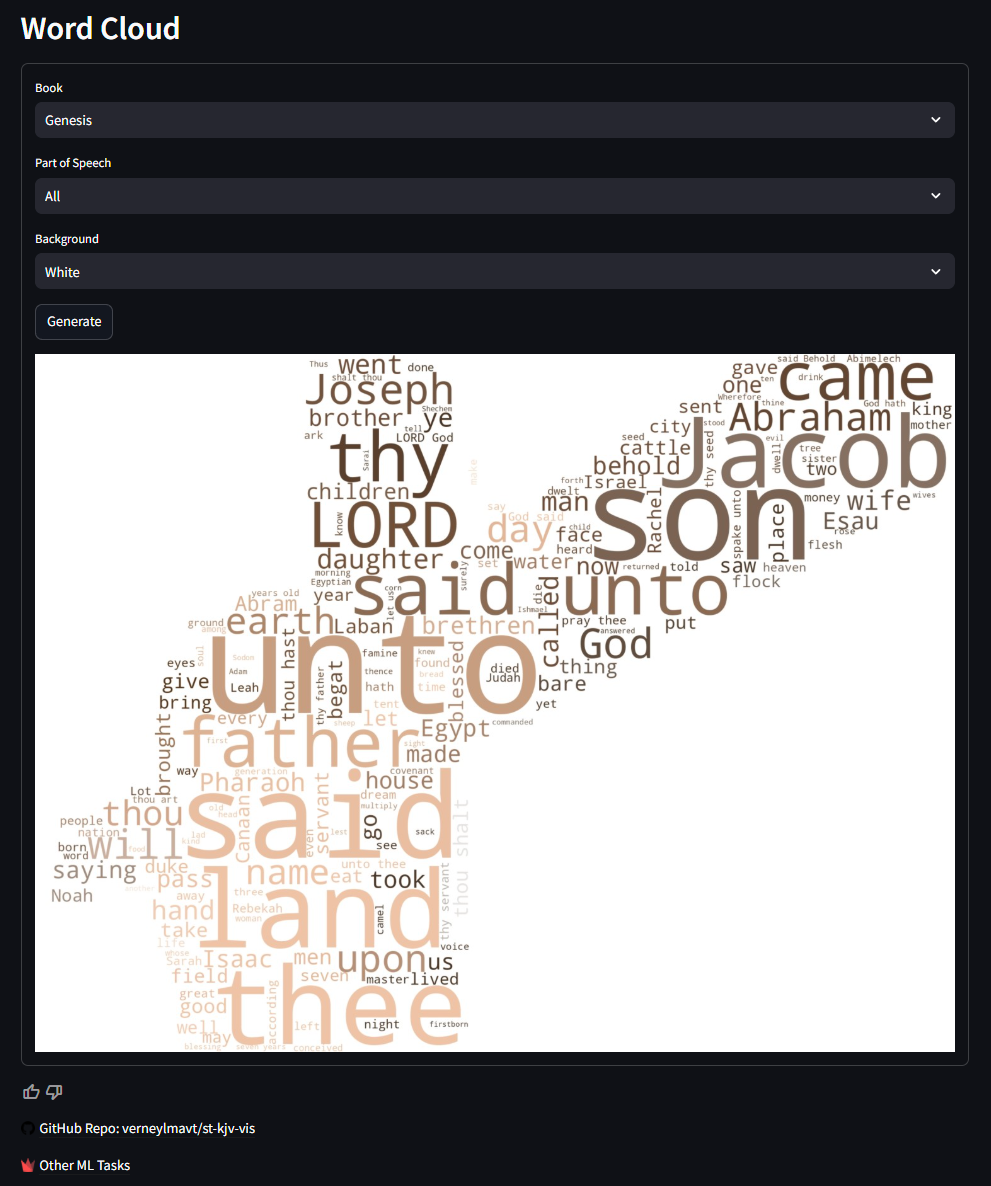 Word Cloud
Book
Genesis
Part of Speech
All
Background
White
Generate
Thus went done
shalt thou
Joseph
brother ye Shechem
ark tell LORD God
thy Sarai
make
children
know LORD
daughter
morning
Egyptian
said Behold Abimelech
gave came
one ten drink
Wherefore thine God hath king
sent Abraham mother
city stood
seed cattle thy seed Jacob evil
dwell tree
sister
two
behold
forth Israel
dwelt
man son Rachel money wife wives
say
God said
day child
face
heard
spake unto place Esau rose
flesh
come
set water now returned told saw heaven
flock
surely
years old year said corn
let us unto
Abram die
Ishmael
ground earth Laban brethren called pray thee put
among answered
God
soul unto thou hast famine knew
eyes Sodon Adam thence found
Leah thy father begat hath bread
time blessed died
Judah thing
bare
give
bring tent yet
every sheep let Egypt commanded
brought father
first sight made
way
Pharaoh generation covenant
house
Lot dream
thou art
people thou said servant multiply
old
head
nation Canaan go thou shalt
born will lad
kind even lest sack
word food see
saying duke unto thee
pass name eat took
Noah another
away three
hand Rebekah
woman land camel thy servant
take
life voice
whose
Sarah Isaac men upon us
field seven master lived
great
good thee
according
well left night firstborn
may
blessing seven years conceived
GitHub Repo: verneylmavt/st-kjv-vis
Other ML Tasks